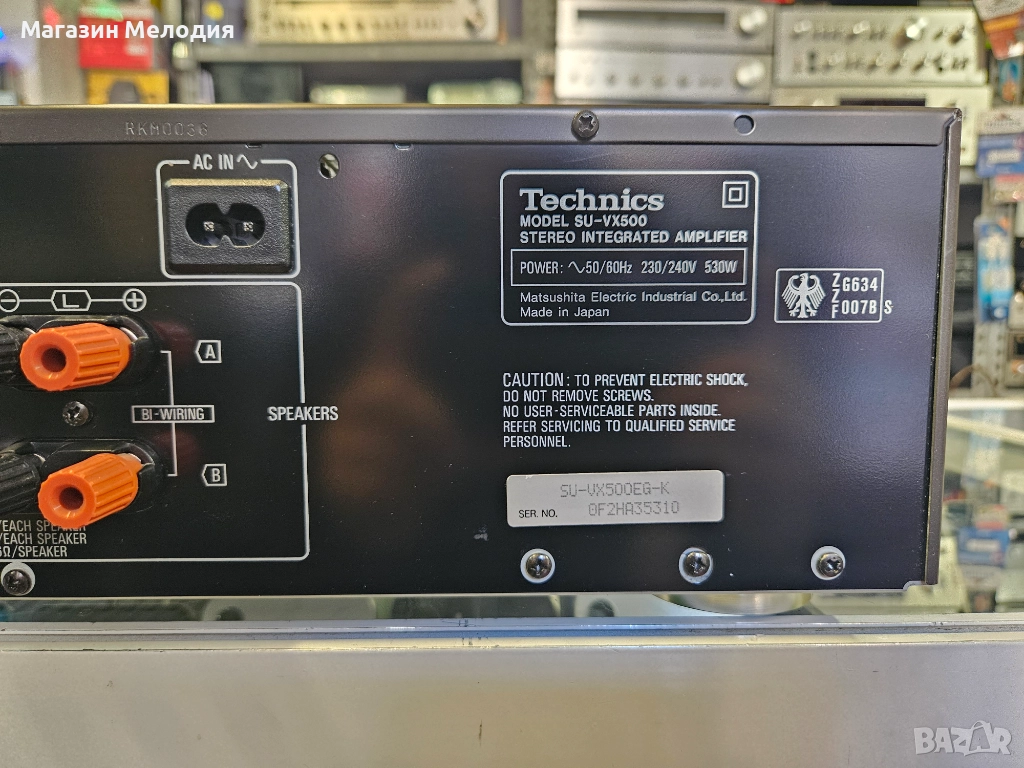 Магазин Мелодия
RKM0036
AC IN
Technics
MODEL SU-VX500
STEREO INTEGRATED AMPLIFIER
POWER: ∿50/60Hz 230/240V 530W
Matsushita Electric Industrial Co., Ltd.
Made in Japan
ZG634
Z
F007B S
− L +
A
BI-WIRING
SPEAKERS
B
/EACH SPEAKER
/EACH SPEAKER
Ω/SPEAKER
CAUTION: TO PREVENT ELECTRIC SHOCK,
DO NOT REMOVE SCREWS.
NO USER-SERVICEABLE PARTS INSIDE.
REFER SERVICING TO QUALIFIED SERVICE
PERSONNEL.
SU-VX500EG-K
SER. NO. 0F2HA35310
BAZAR